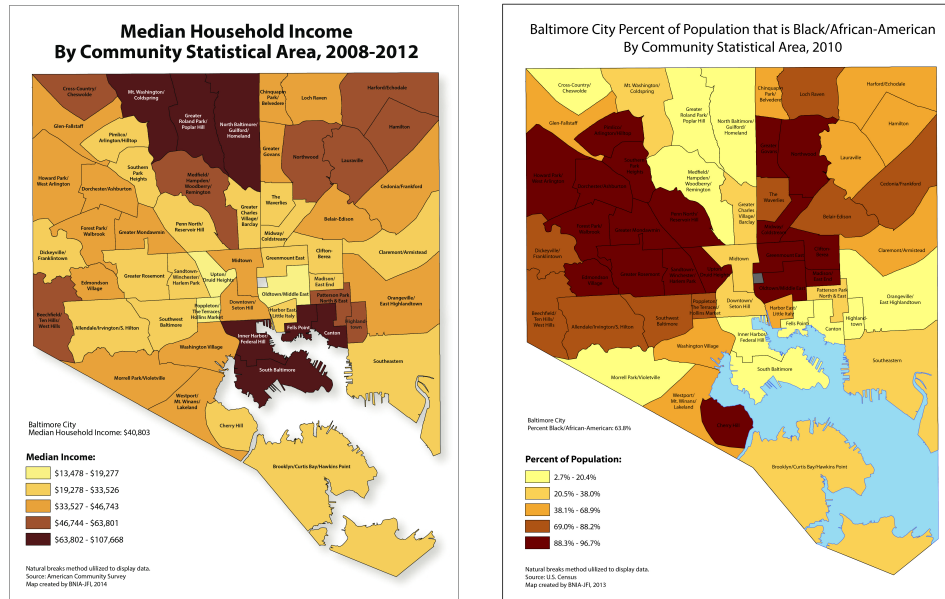 Median Household Income
By Community Statistical Area, 2008-2012
Cross-Country/
Cheswolde
Mt. Washington/
Coldspring
Greater
Roland Park/
Poplar Hill
North Baltimore/
Guilford/
Homeland
Chinquapin
Park/
Belvedere
Loch Raven
Harford/Echodale
Glen-Fallstaff
Pimlico/
Arlington/Hilltop
Hamilton
Greater
Govans
Northwood
Lauraville
Howard Park/
West Arlington
Southern
Park
Heights
Dorchester/Ashburton
Medfield/
Hampden/
Woodberry/
Remington
Cedonia/Frankford
The
Waverlies
Greater
Charles
Village/
Barclay
Belair-Edison
Forest Park/
Walbrook
Greater Mondawmin
Penn North/
Reservoir Hill
Midway/
Coldstream
Dickeyville/
Franklintown
Greenmount East
Clifton-
Berea
Claremont/Armistead
Midtown
Edmondson
Village
Greater Rosemont
Sandtown-
Winchester/
Harlem Park
Upton/
Druid Heights
Madison/
East End
Oldtown/Middle East
Orangeville/
East Highlandtown
Beechfield/
Ten Hills/
West Hills
Allendale/Irvington/S. Hilton
Southwest
Baltimore
Poppleton/
The Terraces/
Hollins Market
Downtown/
Seton Hill
Harbor East/
Little Italy
Patterson Park
North & East
Highland-
town
Washington Village
Inner Harbor/
Federal Hill
Fells Point
Canton
South Baltimore
Southeastern
Morrell Park/Violetville
Westport/
Mt. Winans/
Lakeland
Cherry Hill
Brooklyn/Curtis Bay/Hawkins Point
Baltimore City
Median Household Income: $40,803
Median Income:
$13,478 - $19,277
$19,278 - $33,526
$33,527 - $46,743
$46,744 - $63,801
$63,802 - $107,668
Natural breaks method ulilized to display data.
Source: American Community Survey
Map created by BNIA-JFI, 2014
Baltimore City Percent of Population that is Black/African-American
By Community Statistical Area, 2010
Cross-Country/
Cheswolde
Mt. Washington/
Coldspring
Greater
Roland Park/
Poplar Hill
North Baltimore/
Guilford/
Homeland
Chinquapin
Park/
Belvedere
Loch Raven
Harford/Echodale
Glen-Fallstaff
Hamilton
Lauraville
Medfield/
Hampden/
Woodberry/
Remington
Cedonia/Frankford
The
Waverlies
Greater
Charles
Village/
Barclay
Belair-Edison
Dickeyville/
Franklintown
Midtown
Claremont/Armistead
Orangeville/
East Highlandtown
Beechfield/
Ten Hills/
West Hills
Allendale/Irvington/S. Hilton
Southwest
Baltimore
Poppleton/
The Terraces/
Hollins Market
Downtown/
Seton Hill
Harbor East/
Little Italy
Patterson Park
North & East
Highland-
town
Washington Village
Inner Harbor/
Federal Hill
Fells Point
Canton
South Baltimore
Southeastern
Morrell Park/Violetville
Westport/
Mt. Winans/
Lakeland
Brooklyn/Curtis Bay/Hawkins Point
Baltimore City
Percent Black/African-American: 63.8%
Percent of Population:
2.7% - 20.4%
20.5% - 38.0%
38.1% - 68.9%
69.0% - 88.2%
88.3% - 96.7%
Natural breaks method ulilized to display data.
Source: U.S. Census
Map created by BNIA-JFI, 2013